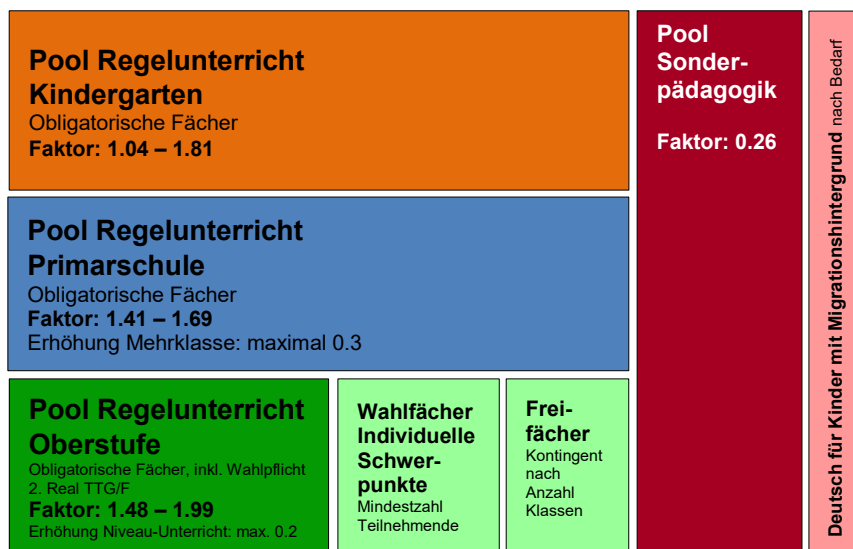 Pool Regelunterricht
Kindergarten
Obligatorische Fächer
Faktor: 1.04 – 1.81
Pool Regelunterricht
Primarschule
Obligatorische Fächer
Faktor: 1.41 – 1.69
Erhöhung Mehrklasse: maximal 0.3
Pool Regelunterricht
Oberstufe
Obligatorische Fächer, inkl. Wahlpflicht
2. Real TTG/F
Faktor: 1.48 – 1.99
Erhöhung Niveau-Unterricht: max. 0.2
Wahlfächer
Individuelle
Schwer-
punkte
Mindestzahl
Teilnehmende
Frei-
fächer
Kontingent
nach
Anzahl
Klassen
Pool
Sonder-
pädagogik
Faktor: 0.26
Deutsch für Kinder mit Migrationshintergrund nach Bedarf